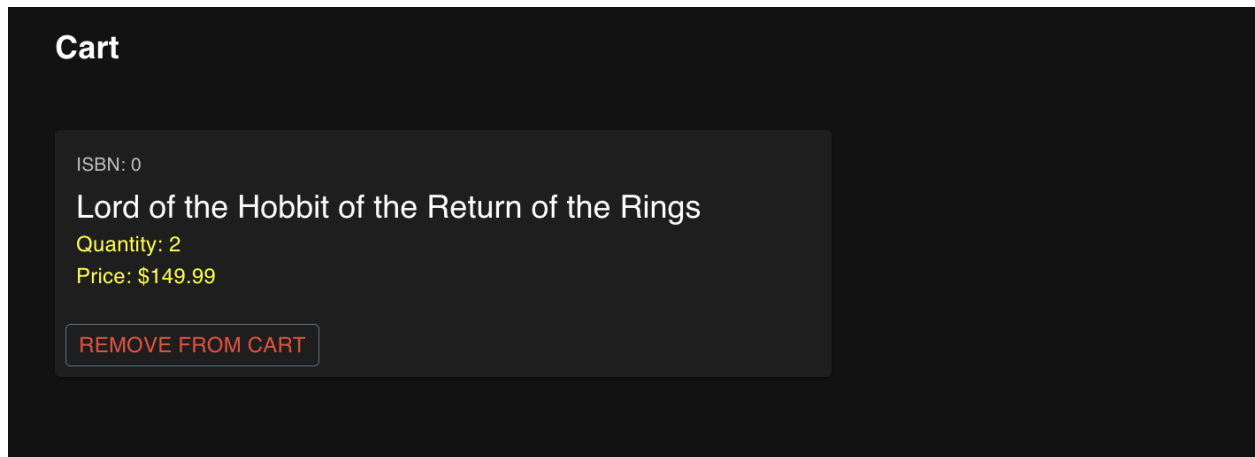 Cart
ISBN: 0
Lord of the Hobbit of the Return of the Rings
Quantity: 2
Price: $149.99
REMOVE FROM CART